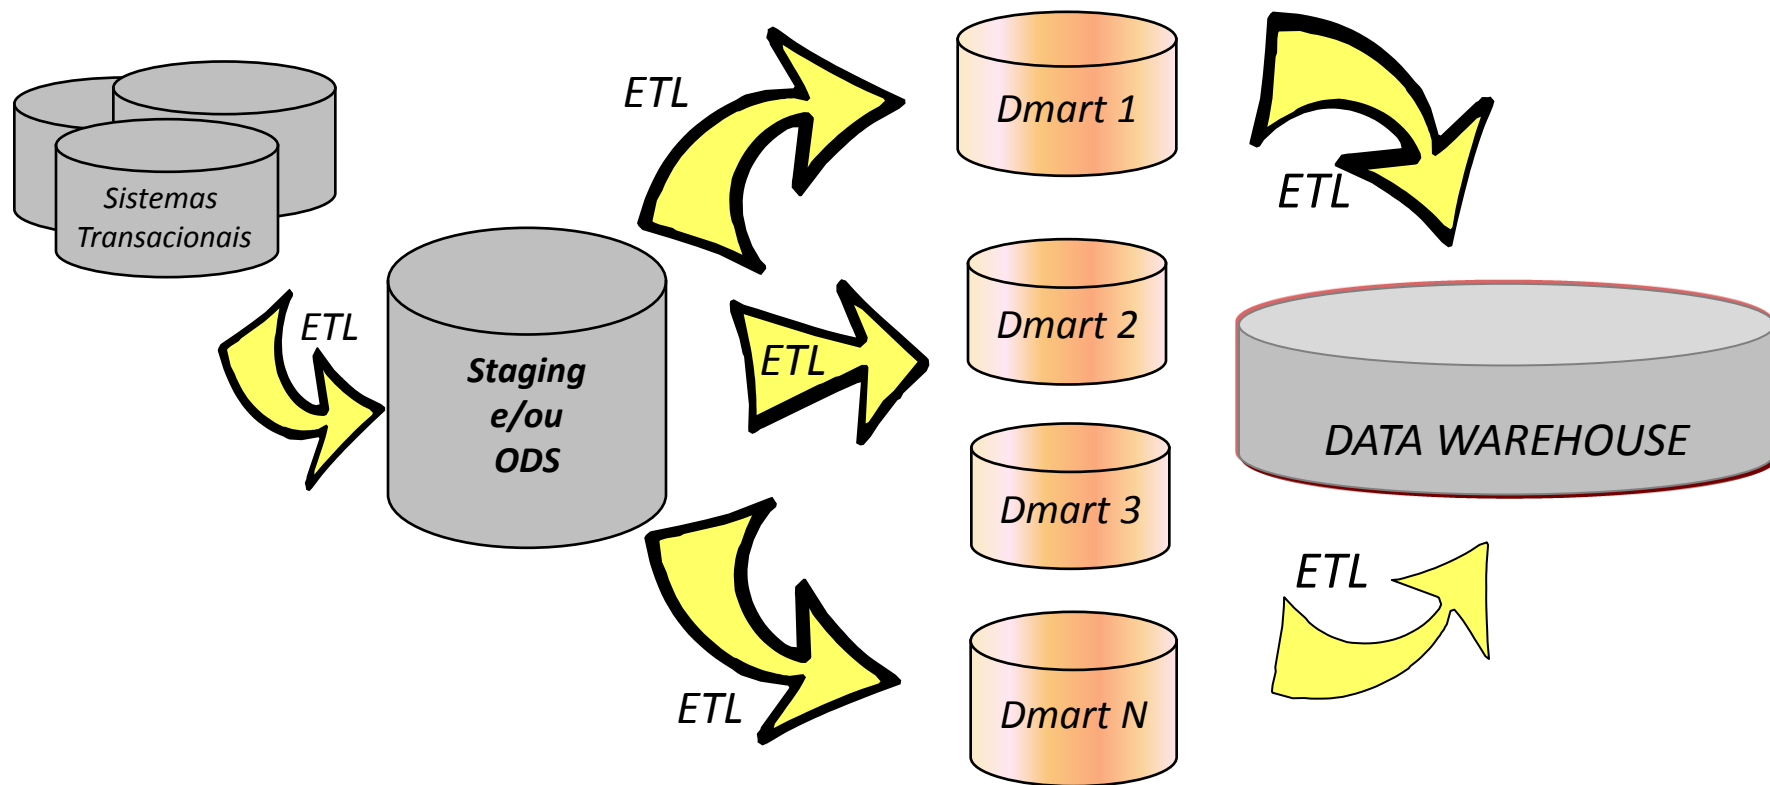 Sistemas
Transacionais
ETL
Staging
e/ou
ODS
ETL
ETL
ETL
Dmart 1
Dmart 2
Dmart 3
Dmart N
ETL
DATA WAREHOUSE
ETL